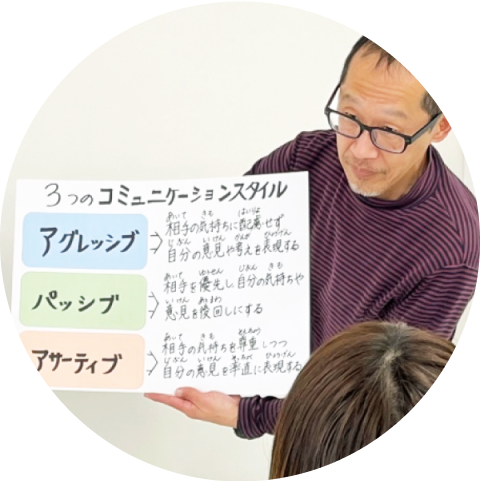 3つのコミュニケーションスタイル
アグレッシブ
相手の気持ちに配慮せず
自分の意見や考えを表現する
パッシブ
相手を優先し、自分の気持ちや
意見を後回しにする
アサーティブ
相手の気持ちを尊重しつつ
自分の意見を率直に表現する